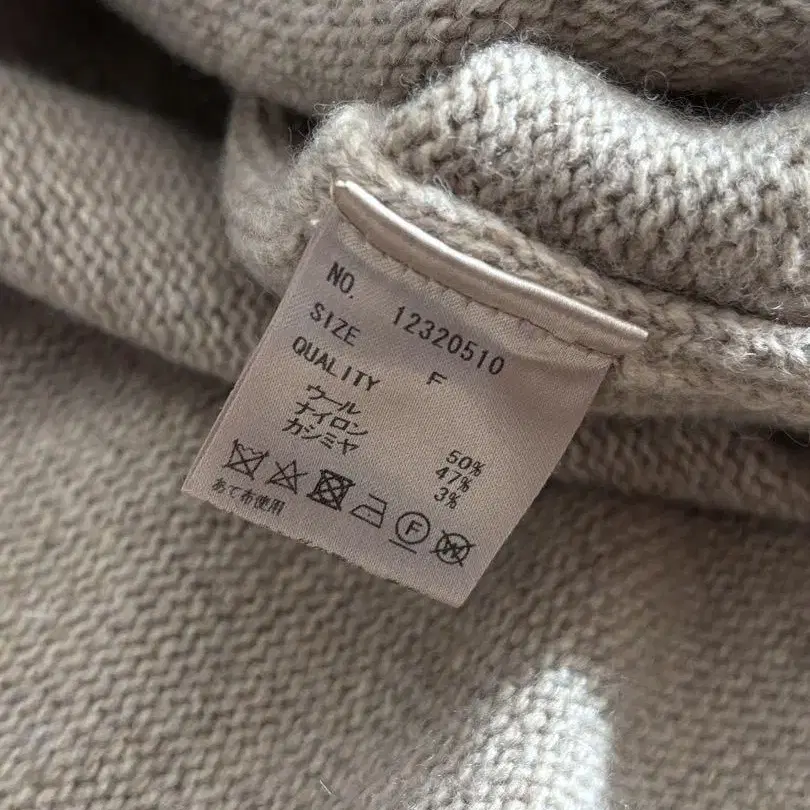 NO. 12320510
SIZE F
QUALITY
ウール 50%
ナイロン 47%
カシミヤ 3%
F W
あて布使用